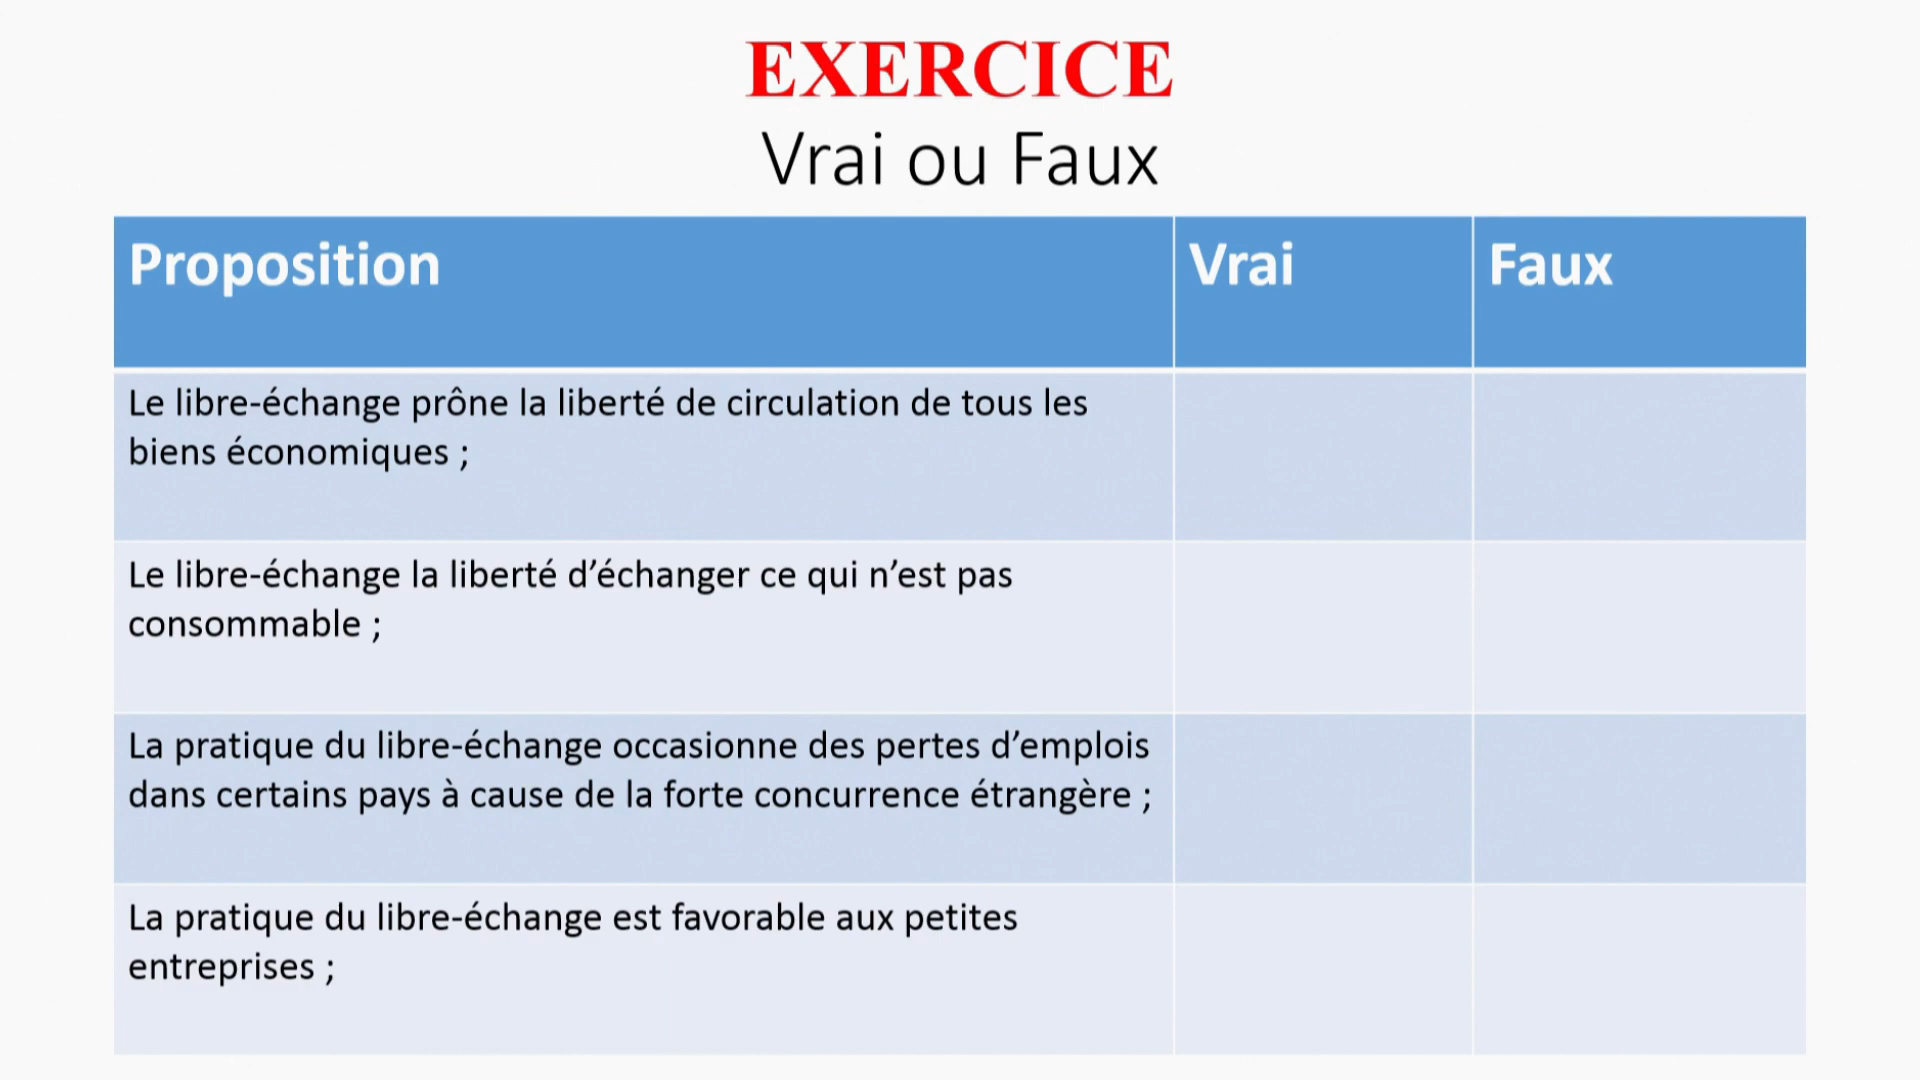 EXERCICE
Vrai ou Faux
Proposition
Vrai
Faux
Le libre-échange prône la liberté de circulation de tous les
biens économiques ;
Le libre-échange la liberté d’échanger ce qui n’est pas
consommable ;
La pratique du libre-échange occasionne des pertes d’emplois
dans certains pays à cause de la forte concurrence étrangère ;
La pratique du libre-échange est favorable aux petites
entreprises ;